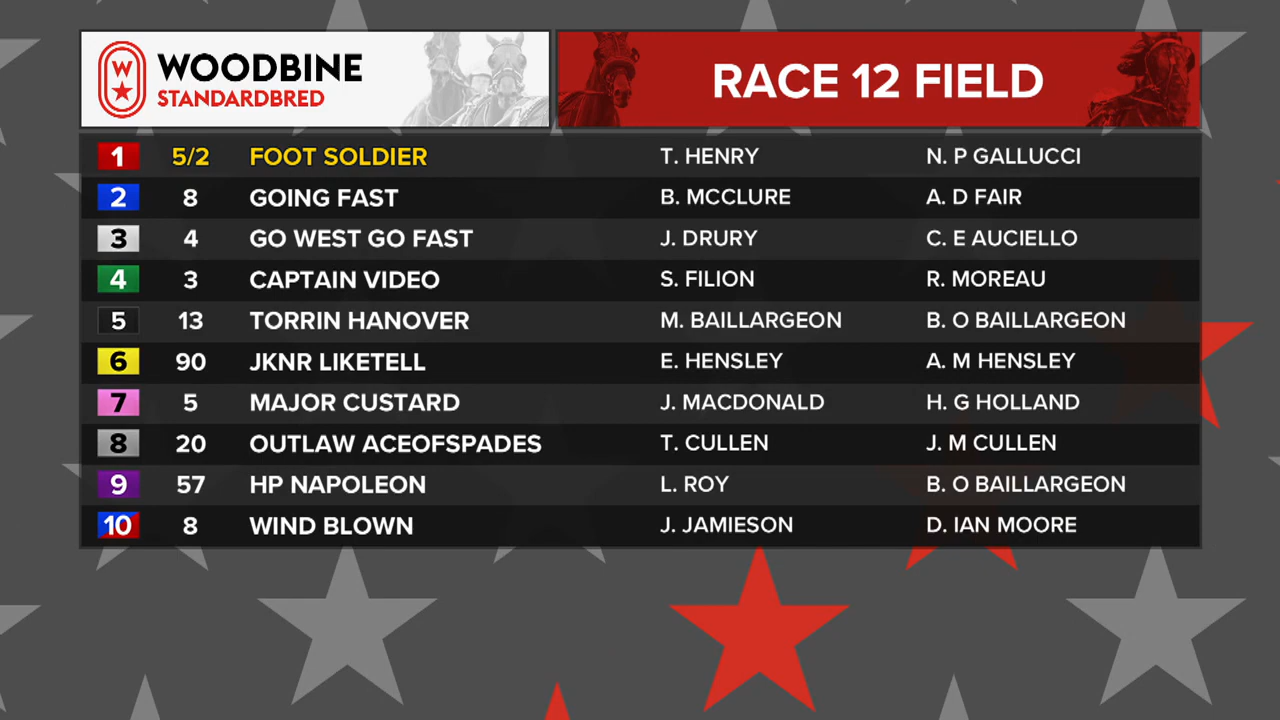 W
WOODBINE
STANDARDBRED
RACE 12 FIELD
1 5/2 FOOT SOLDIER T. HENRY N. P GALLUCCI
2 8 GOING FAST B. MCCLURE A. D FAIR
3 4 GO WEST GO FAST J. DRURY C. E AUCIELLO
4 3 CAPTAIN VIDEO S. FILION R. MOREAU
5 13 TORRIN HANOVER M. BAILLARGEON B. O BAILLARGEON
6 90 JKNR LIKETELL E. HENSLEY A. M HENSLEY
7 5 MAJOR CUSTARD J. MACDONALD H. G HOLLAND
8 20 OUTLAW ACEOFSPADES T. CULLEN J. M CULLEN
9 57 HP NAPOLEON L. ROY B. O BAILLARGEON
10 8 WIND BLOWN J. JAMIESON D. IAN MOORE